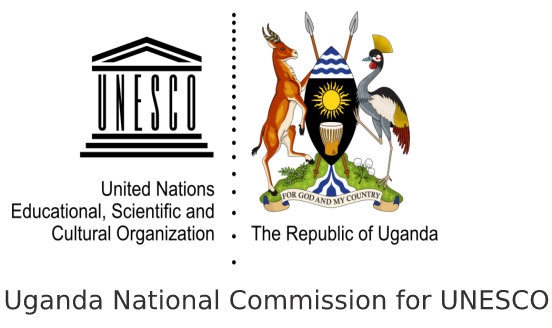 UNESCO
United Nations
Educational, Scientific and
Cultural Organization
FOR GOD AND MY COUNTRY
The Republic of Uganda
Uganda National Commission for UNESCO